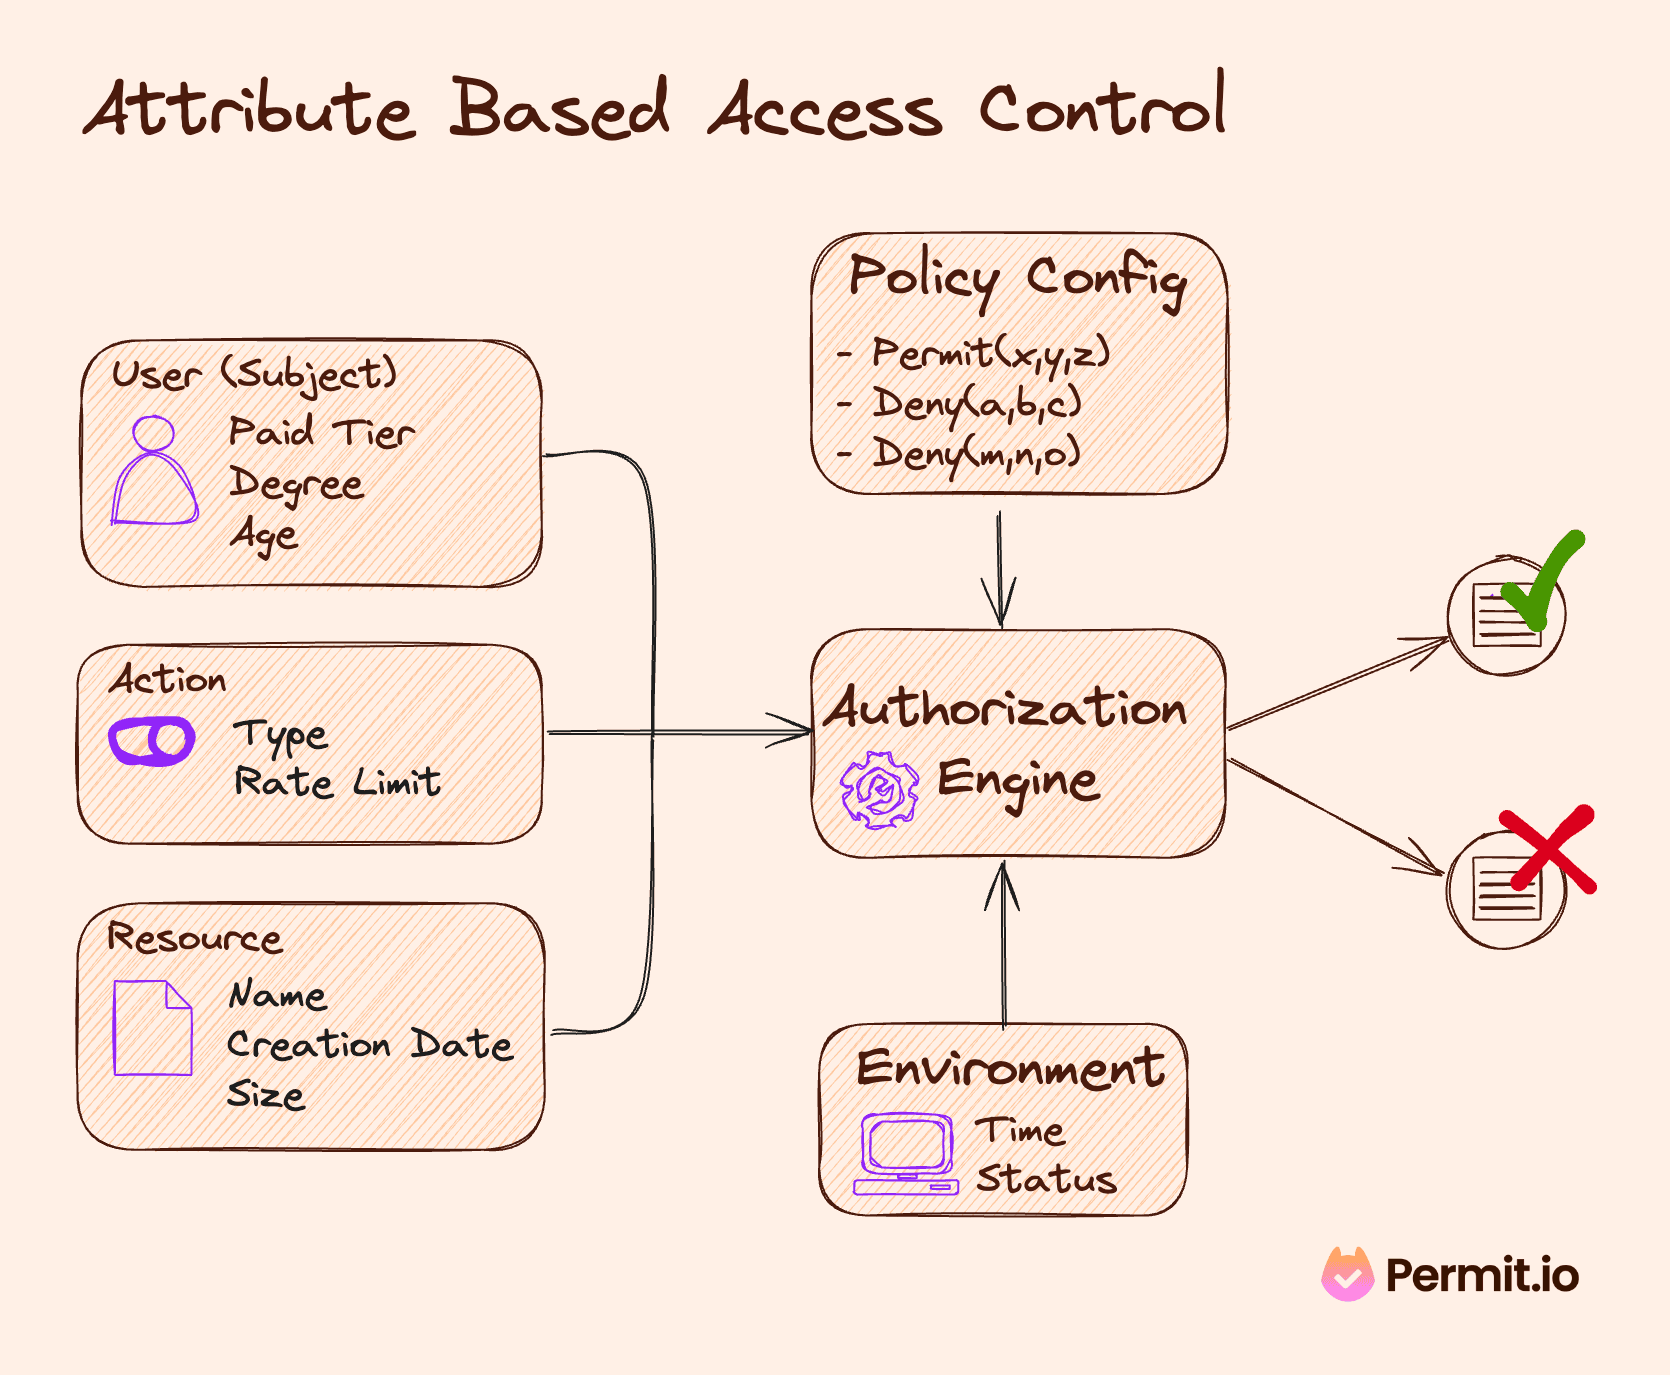 Attribute Based Access Control
Policy Config
- Permit(x,y,z)
- Deny(a,b,c)
- Deny(m,n,o)
User (Subject)
Paid Tier
Degree
Age
Action
Type
Rate Limit
Resource
Name
Creation Date
Size
Authorization
Engine
Environment
Time
Status
Permit.io